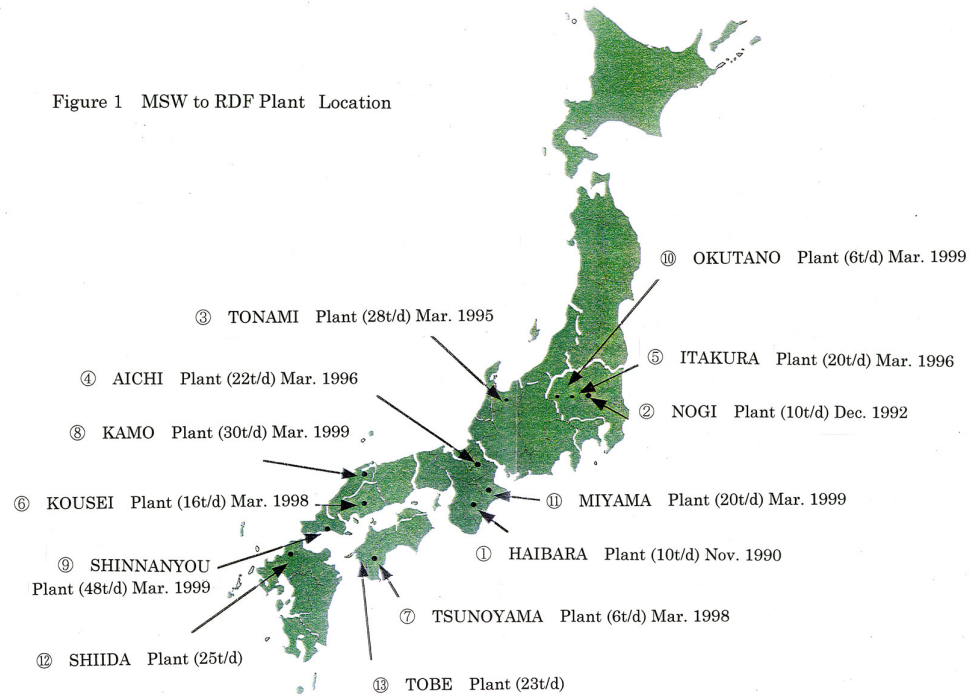 Figure 1 MSW to RDF Plant Location
⑩ OKUTANO Plant (6t/d) Mar. 1999
③ TONAMI Plant (28t/d) Mar. 1995
⑤ ITAKURA Plant (20t/d) Mar. 1996
④ AICHI Plant (22t/d) Mar. 1996
② NOGI Plant (10t/d) Dec. 1992
⑧ KAMO Plant (30t/d) Mar. 1999
⑥ KOUSEI Plant (16t/d) Mar. 1998
⑪ MIYAMA Plant (20t/d) Mar. 1999
① HAIBARA Plant (10t/d) Nov. 1990
⑨ SHINNANYOU
Plant (48t/d) Mar. 1999
⑦ TSUNOYAMA Plant (6t/d) Mar. 1998
⑫ SHIIDA Plant (25t/d)
⑬ TOBE Plant (23t/d)